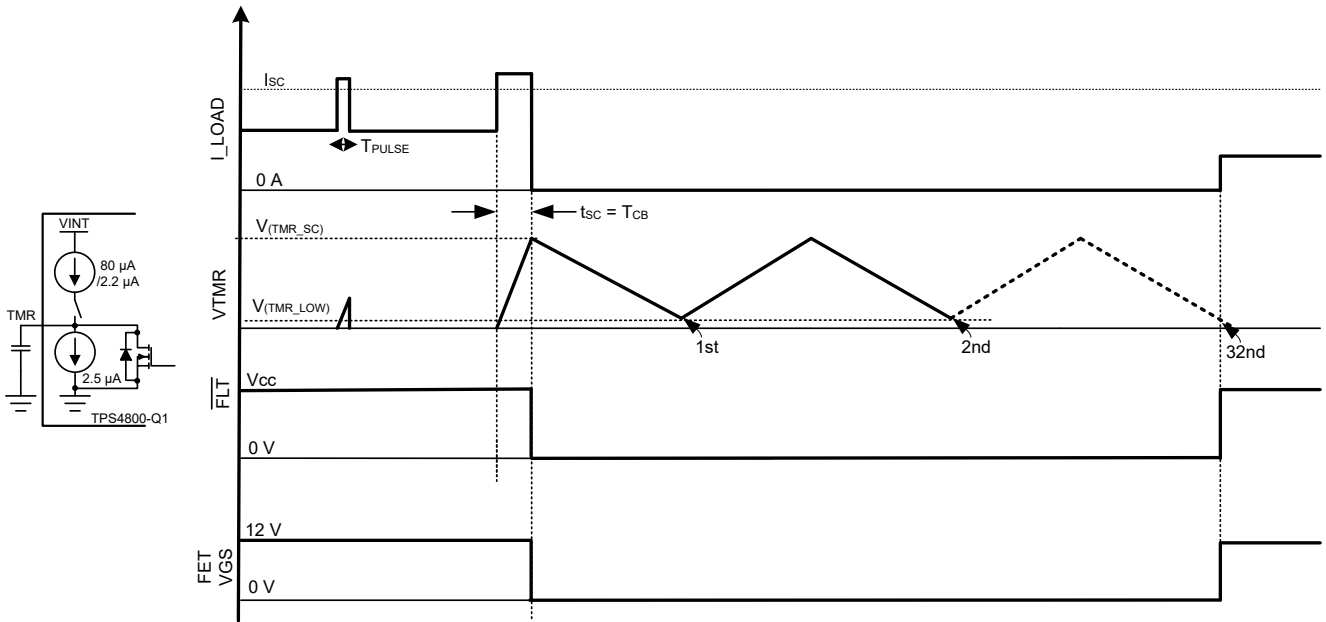 VINT
80 µA
/2.2 µA
TMR
2.5 µA
TPS4800-Q1
I_LOAD
ISC
TPULSE
0 A
tSC = TCB
VTMR
V(TMR_SC)
V(TMR_LOW)
1st
2nd
32nd
FLT
Vcc
0 V
FET
VGS
12 V
0 V